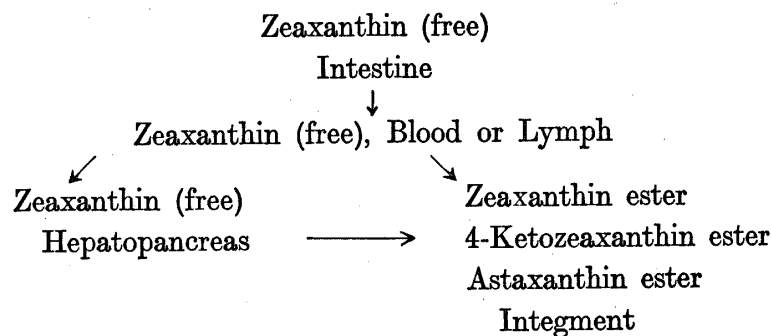 Zeaxanthin (free)
Intestine
Zeaxanthin (free), Blood or Lymph
Zeaxanthin (free)
Hepatopancreas
Zeaxanthin ester
4-Ketozeaxanthin ester
Astaxanthin ester
Integment